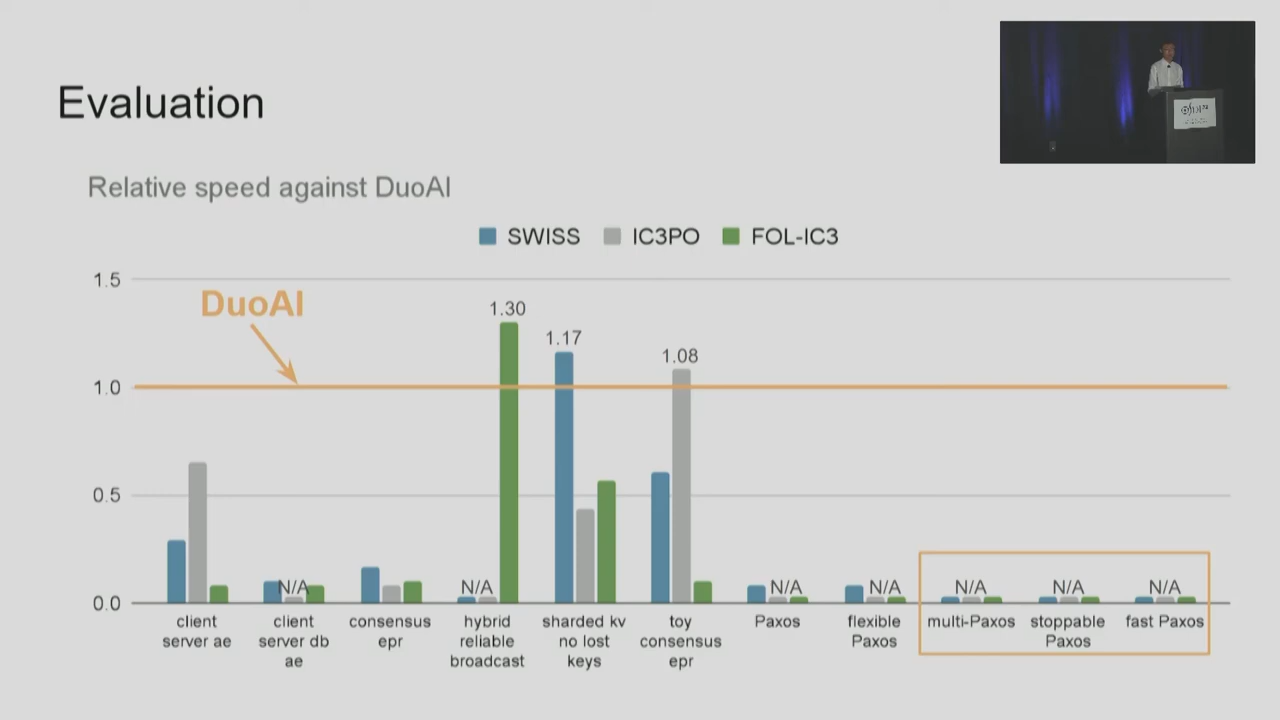 Evaluation
Relative speed against DuoAI
SWISS IC3PO FOL-IC3
1.5
DuoAI
1.30
1.17
1.08
1.0
0.5
N/A N/A N/A N/A N/A N/A N/A
0.0
client server ae
client server db ae
consensus epr
hybrid reliable broadcast
sharded kv no lost keys
toy consensus epr
Paxos
flexible Paxos
multi-Paxos
stoppable Paxos
fast Paxos